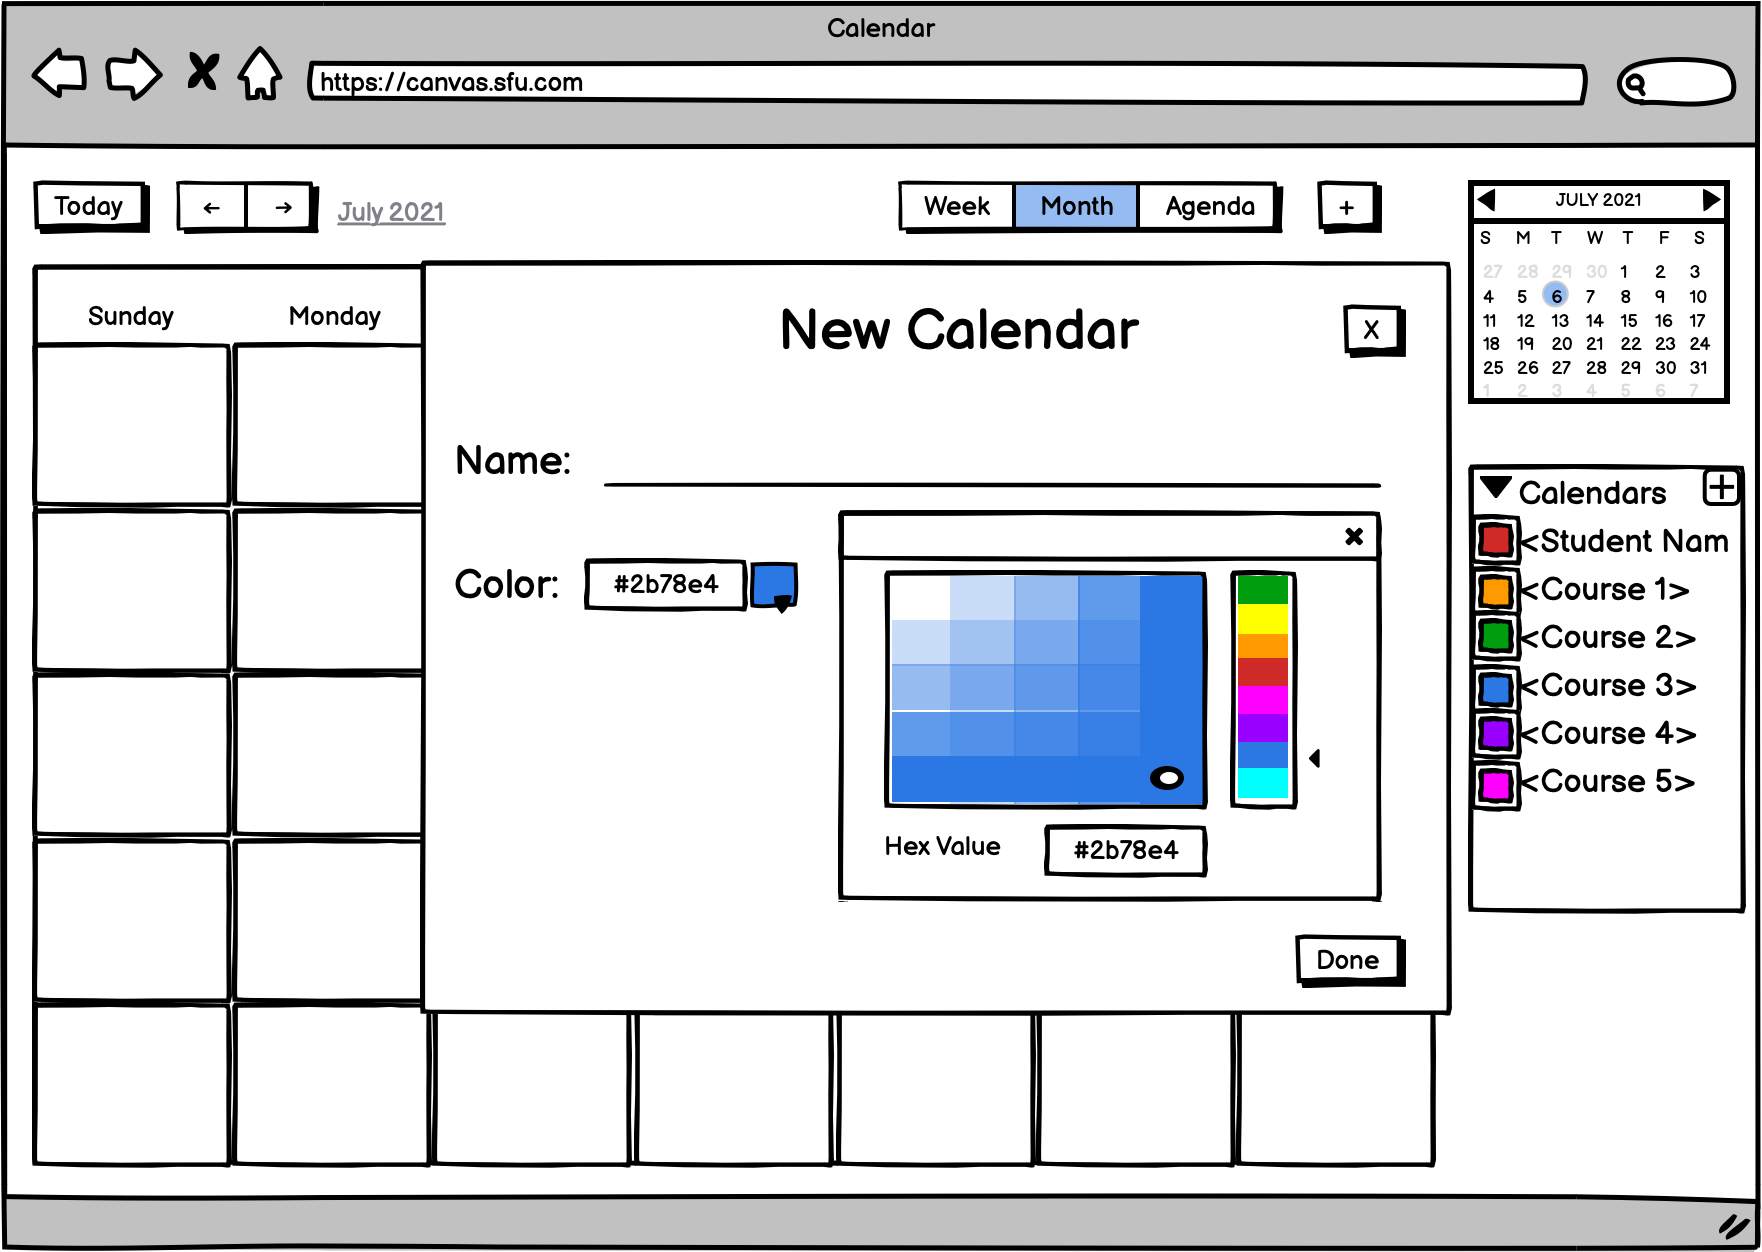 Calendar
https://canvas.sfu.com
Today ← → July 2021 Week Month Agenda +
JULY 2021
S M T W T F S
27 28 29 30 1 2 3
4 5 6 7 8 9 10
11 12 13 14 15 16 17
18 19 20 21 22 23 24
25 26 27 28 29 30 31
1 2 3 4 5 6 7
Sunday Monday
New Calendar X
Name:
Color: #2b78e4
Hex Value #2b78e4
Done
Calendars
<Student Nam
<Course 1>
<Course 2>
<Course 3>
<Course 4>
<Course 5>